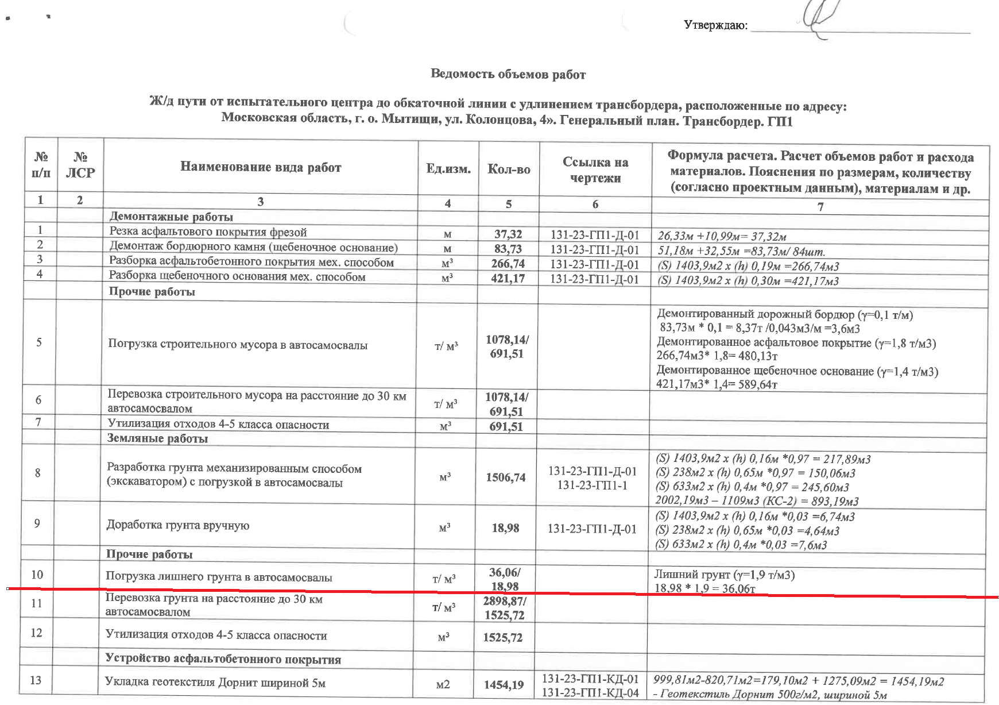 Утверждаю:
Ведомость объемов работ
Ж/д пути от испытательного центра до обкаточной линии с удлинением трансбордера, расположенные по адресу:
Московская область, г. о. Мытищи, ул. Колонцова, 4». Генеральный план. Трансбордер. ГП1
№ п/п № ЛСР Наименование вида работ Ед.изм. Кол-во Ссылка на чертежи Формула расчета. Расчет объемов работ и расхода
материалов. Пояснения по размерам, количеству
(согласно проектным данным), материалам и др.
1 2 3 4 5 6 7
Демонтажные работы
1 Резка асфальтового покрытия фрезой м 37,32 131-23-ГП1-Д-01 26,33м +10,99м= 37,32м
2 Демонтаж бордюрного камня (щебеночное основание) м 83,73 131-23-ГП1-Д-01 51,18м +32,55м =83,73м/ 84шт.
3 Разборка асфальтобетонного покрытия мех. способом м³ 266,74 131-23-ГП1-Д-01 (S) 1403,9м2 х (h) 0,19м =266,74м3
4 Разборка щебеночного основания мех. способом м³ 421,17 131-23-ГП1-Д-01 (S) 1403,9м2 х (h) 0,30м =421,17м3
Прочие работы
5 Погрузка строительного мусора в автосамосвалы т/ м³ 1078,14/
691,51
Демонтированный дорожный бордюр (γ=0,1 т/м)
83,73м * 0,1 = 8,37т /0,043м3/м =3,6м3
Демонтированное асфальтовое покрытие (γ=1,8 т/м3)
266,74м3* 1,8= 480,13т
Демонтированное щебеночное основание (γ=1,4 т/м3)
421,17м3* 1,4= 589,64т
6 Перевозка строительного мусора на расстояние до 30 км
автосамосвалом т/ м³ 1078,14/
691,51
7 Утилизация отходов 4-5 класса опасности м³ 691,51
Земляные работы
8 Разработка грунта механизированным способом
(экскаватором) с погрузкой в автосамосвалы м³ 1506,74 131-23-ГП1-Д-01
131-23-ГП1-1
(S) 1403,9м2 х (h) 0,16м *0,97 = 217,89м3
(S) 238м2 х (h) 0,65м *0,97 = 150,06м3
(S) 633м2 х (h) 0,4м *0,97 = 245,60м3
2002,19м3 – 1109м3 (КС-2) = 893,19м3
9 Доработка грунта вручную м³ 18,98 131-23-ГП1-Д-01
(S) 1403,9м2 х (h) 0,16м *0,03 =6,74м3
(S) 238м2 х (h) 0,65м *0,03 =4,64м3
(S) 633м2 х (h) 0,4м *0,03 =7,6м3
Прочие работы
10 Погрузка лишнего грунта в автосамосвалы т/ м³ 36,06/
18,98
Лишний грунт (γ=1,9 т/м3)
18,98 * 1,9 = 36,06т
11 Перевозка грунта на расстояние до 30 км
автосамосвалом т/ м³ 2898,87/
1525,72
12 Утилизация отходов 4-5 класса опасности м³ 1525,72
Устройство асфальтобетонного покрытия
13 Укладка геотекстиля Дорнит шириной 5м м2 1454,19 131-23-ГП1-КД-01
131-23-ГП1-КД-04
999,81м2-820,71м2=179,10м2 + 1275,09м2 = 1454,19м2
- Геотекстиль Дорнит 500г/м2, шириной 5м